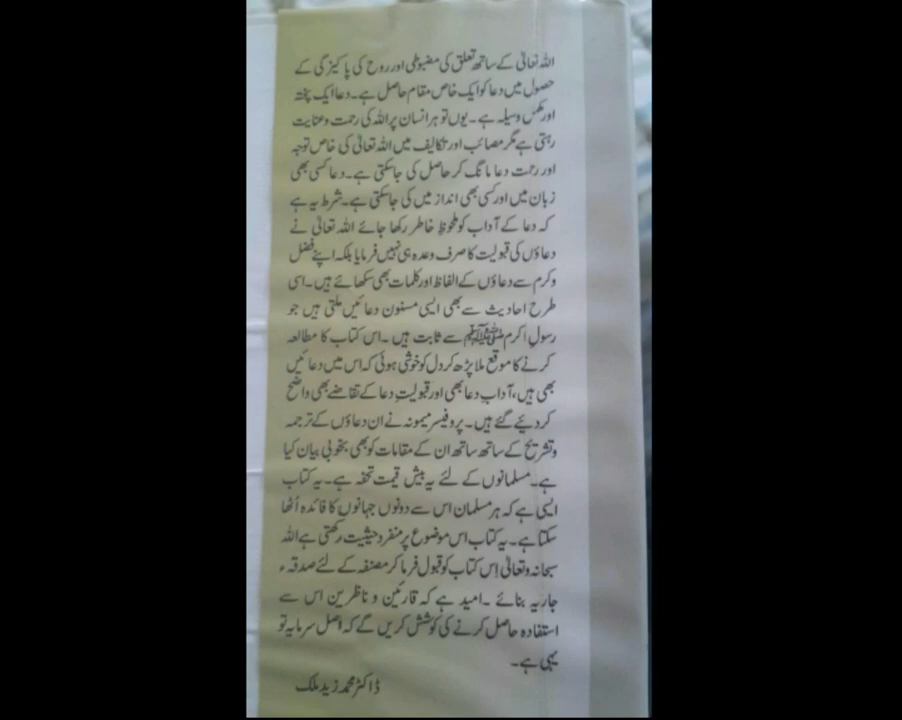 اللہ تعالیٰ کے ساتھ تعلق کی مضبوطی اور روح کی پاکیزگی کے
حصول میں دعا کو ایک خاص مقام حاصل ہے۔ دعا ایک پختہ
اور مکمل وسیلہ ہے۔ یوں تو ہر انسان پر اللہ کی رحمت و عنایت
رہتی ہے مگر مصائب اور تکالیف میں اللہ تعالیٰ کی خاص توجہ
اور رحمت دعا مانگ کر حاصل کی جاسکتی ہے۔ دعا کسی بھی
زبان میں اور کسی بھی انداز میں کی جاسکتی ہے۔ شرط یہ ہے
کہ دعا کے آداب کو ملحوظِ خاطر رکھا جائے اللہ تعالیٰ نے
دعاؤں کی قبولیت کا صرف وعدہ ہی نہیں فرمایا بلکہ اپنے فضل
و کرم سے دعاؤں کے الفاظ اور کلمات بھی سکھائے ہیں۔ اسی
طرح احادیث سے بھی ایسی مسنون دعائیں ملتی ہیں جو
رسولِ اکرم ﷺ سے ثابت ہیں۔ اس کتاب کا مطالعہ
کرنے کا موقع ملا پڑھ کر دل کو خوشی ہوئی کہ اس میں دعائیں
بھی ہیں، آدابِ دعا بھی اور قبولیتِ دعا کے تقاضے بھی واضح
کر دیئے گئے ہیں۔ پروفیسر میمونہ نے ان دعاؤں کے ترجمہ
و تشریح کے ساتھ ساتھ ان کے مقامات کو بھی بخوبی بیان کیا
ہے۔ مسلمانوں کے لئے یہ بیش قیمت تحفہ ہے۔ یہ کتاب
ایسی ہے کہ ہر مسلمان اس سے دونوں جہانوں کا فائدہ اُٹھا
سکتا ہے۔ یہ کتاب اس موضوع پر منفرد حیثیت رکھتی ہے اللہ
سبحانہ و تعالیٰ اِس کتاب کو قبول فرما کر مصنفہ کے لئے صدقہء
جاریہ بنائے۔ امید ہے کہ قارئین و ناظرین اس سے
استفادہ حاصل کرنے کی کوشش کریں گے کہ اصل سرمایہ تو
یہی ہے۔
ڈاکٹر محمد زید ملک